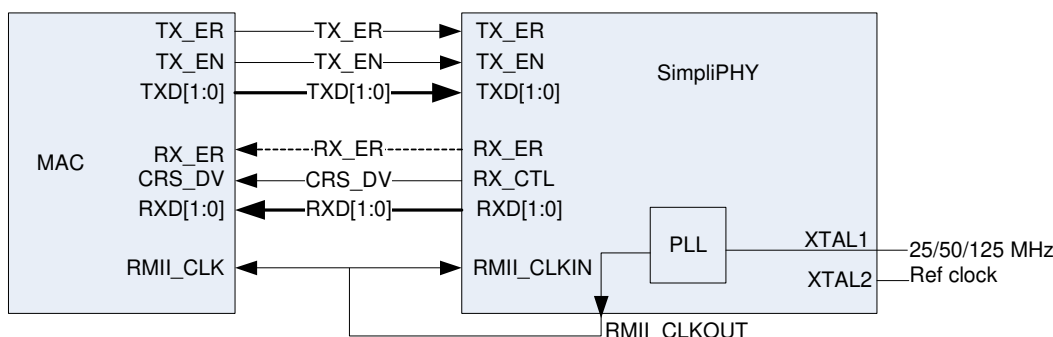 TX_ER TX_ER TX_ER
TX_EN TX_EN TX_EN
SimpliPHY
TXD[1:0] TXD[1:0] TXD[1:0]
MAC
RX_ER RX_ER RX_ER
CRS_DV CRS_DV RX_CTL
RXD[1:0] RXD[1:0] RXD[1:0]
PLL
XTAL1 25/50/125 MHz
RMII_CLK RMII_CLKIN
XTAL2 Ref clock
RMII_CLKOUT